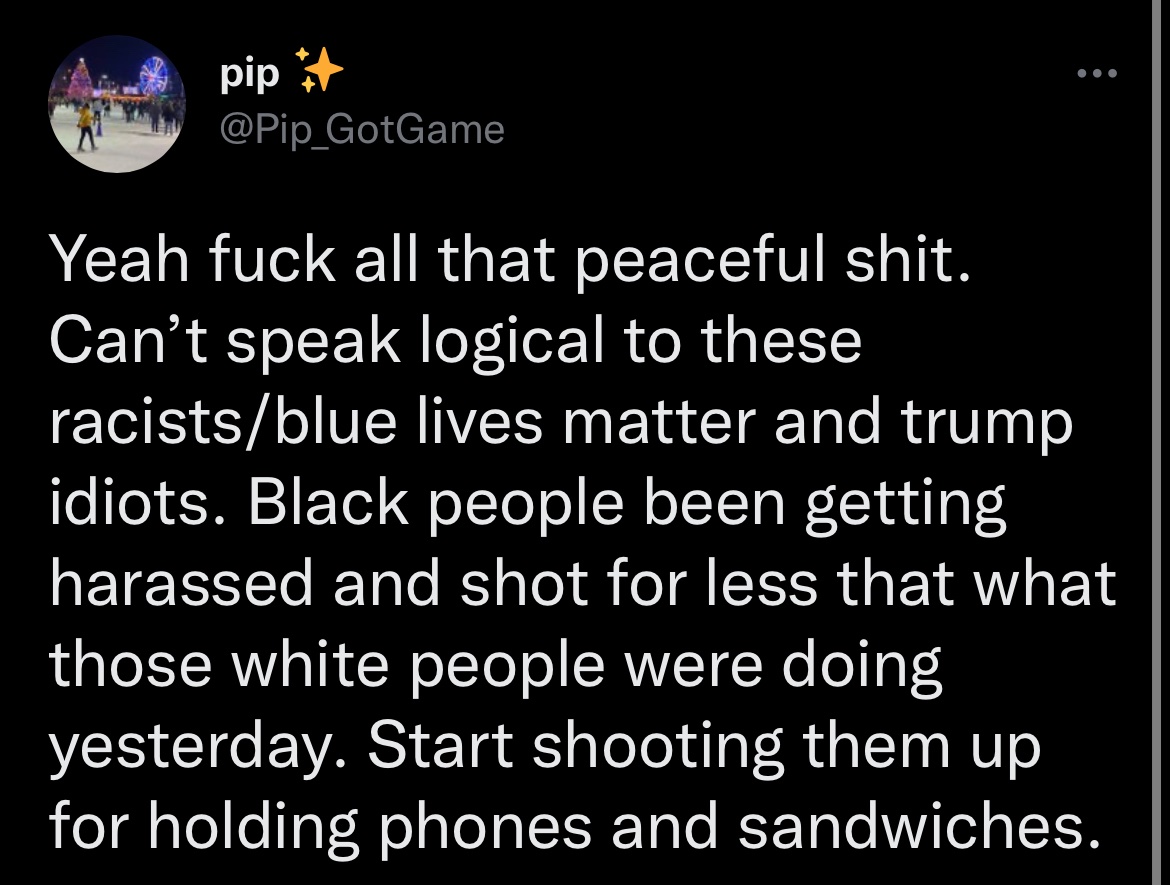 pip ✨
@Pip_GotGame
Yeah fuck all that peaceful shit.
Can’t speak logical to these
racists/blue lives matter and trump
idiots. Black people been getting
harassed and shot for less that what
those white people were doing
yesterday. Start shooting them up
for holding phones and sandwiches.